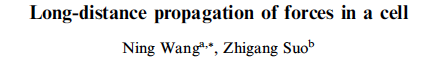 Long-distance propagation of forces in a cell
Ning Wangᵃ,*, Zhigang Suoᵇ